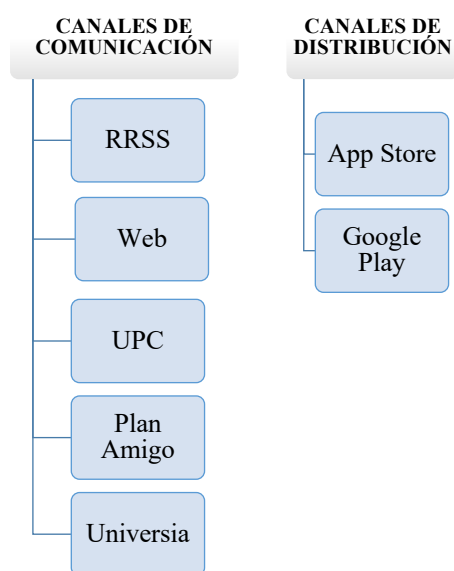 CANALES DE
COMUNICACIÓN
RRSS
Web
UPC
Plan
Amigo
Universia
CANALES DE
DISTRIBUCIÓN
App Store
Google
Play